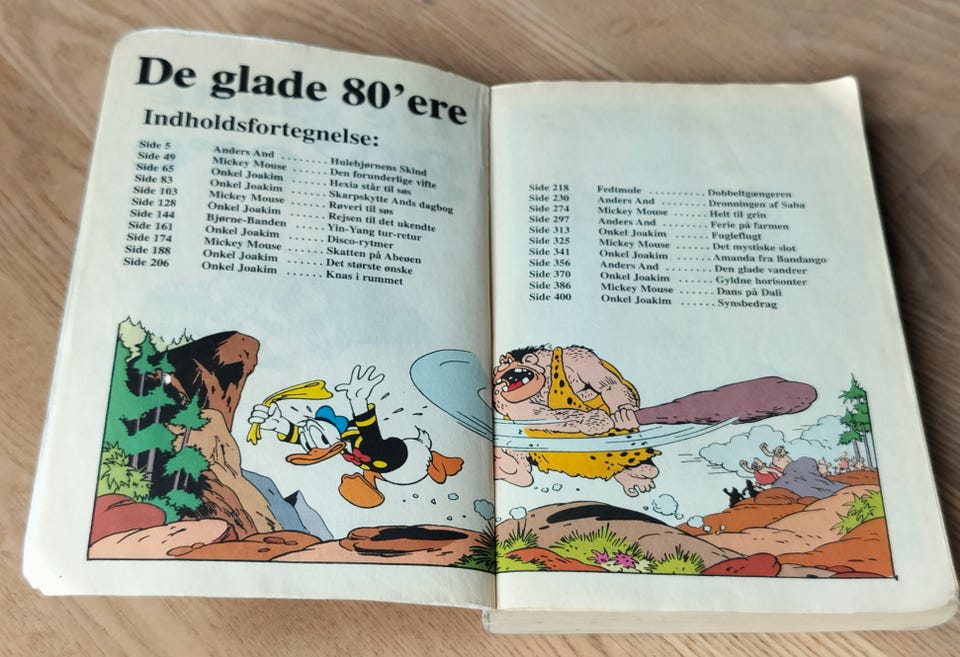 De glade 80'ere
Indholdsfortegnelse:
Side 5 Anders And ........ Hulebjørnens Skind
Side 49 Mickey Mouse ...... Den forunderlige vifte
Side 65 Onkel Joakim ...... Hexia står til søs
Side 83 Onkel Joakim ...... Skarpskytte Ands dagbog
Side 103 Mickey Mouse ...... Røveri til søs
Side 128 Onkel Joakim ...... Rejsen til det ukendte
Side 144 Bjørne-Banden ...... Yin-Yang tur-retur
Side 161 Onkel Joakim ...... Disco-rytmer
Side 174 Mickey Mouse ...... Skatten på Abeøen
Side 188 Onkel Joakim ...... Det største ønske
Side 206 Onkel Joakim ...... Knas i rummet
Side 218 Fedtmule .......... Dobbeltgængeren
Side 230 Anders And ........ Dronningen af Saba
Side 274 Mickey Mouse ...... Helt til grin
Side 297 Anders And ........ Ferie på farmen
Side 313 Onkel Joakim ...... Fugleflugt
Side 325 Mickey Mouse ...... Det mystiske slot
Side 341 Onkel Joakim ...... Amanda fra Bandango
Side 356 Anders And ........ Den glade vandrer
Side 370 Onkel Joakim ...... Gyldne horisonter
Side 386 Mickey Mouse ...... Dans på Dali
Side 400 Onkel Joakim ...... Synsbedrag